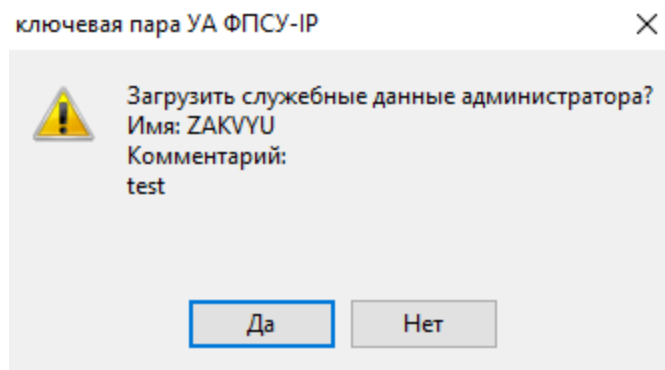 ключевая пара УА ФПСУ-IP
Загрузить служебные данные администратора?
Имя: ZAKVYU
Комментарий:
test
Да
Нет